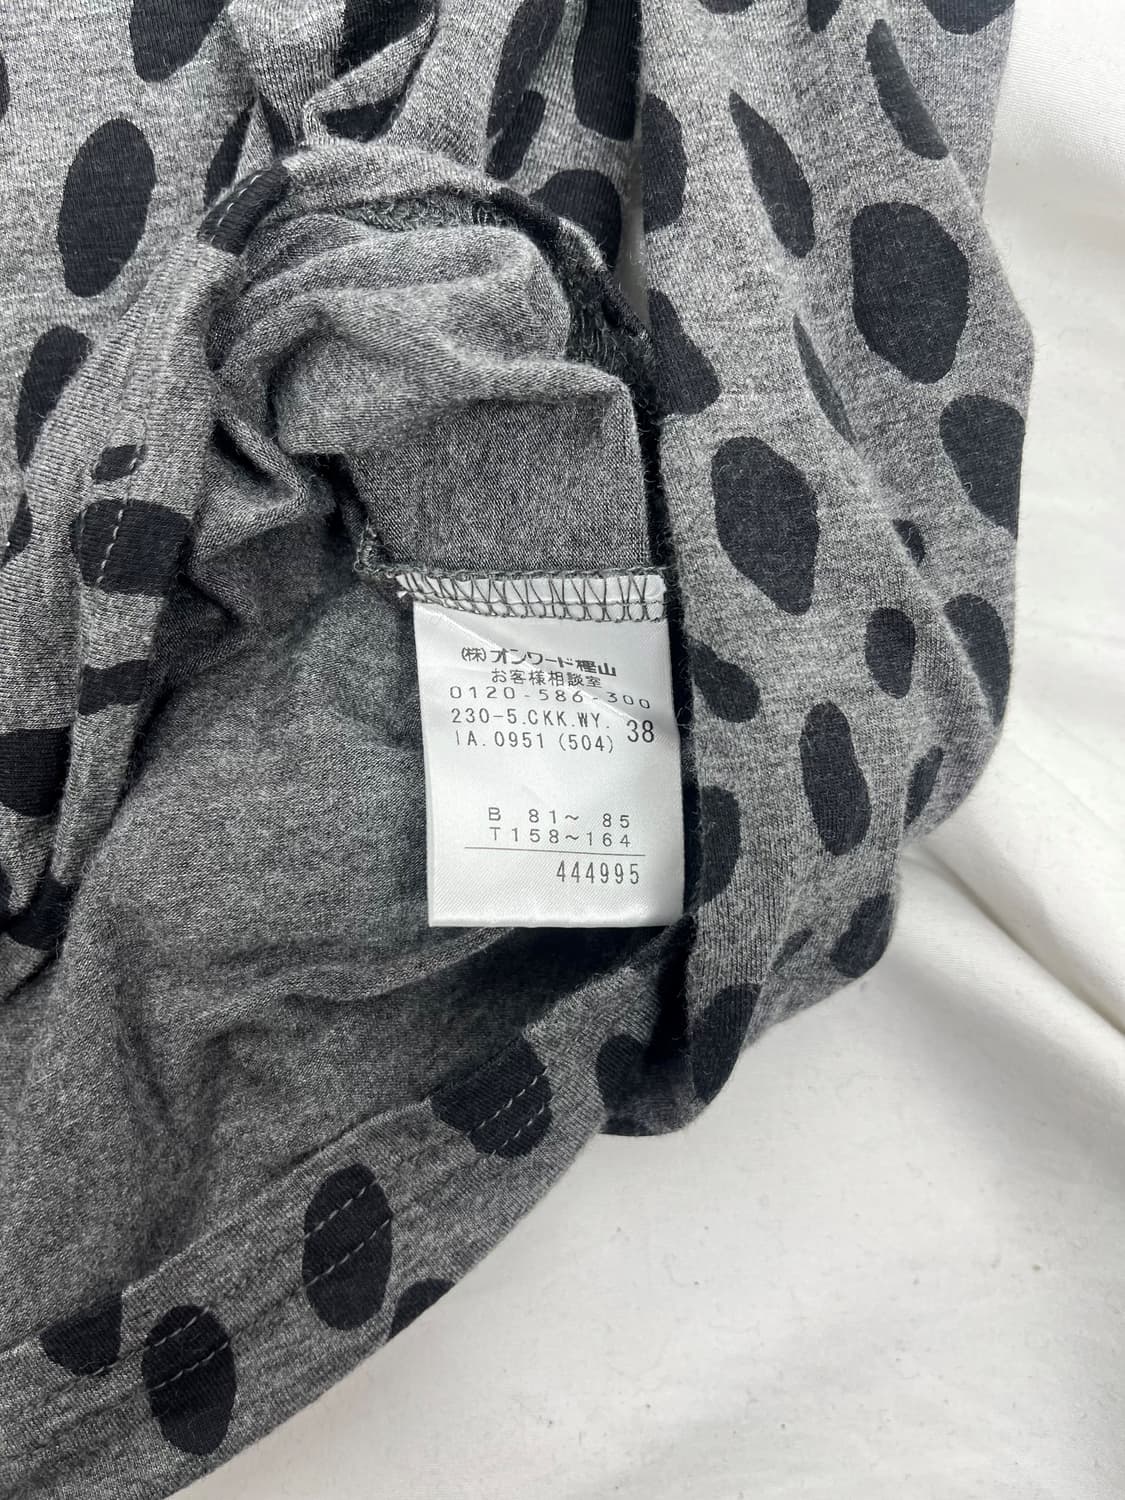 (株)オンワード樫山
お客様相談室
0120-586-300
230-5.CKK.WY. 38
IA.0951 (504)
B 81～ 85
T158～164
444995